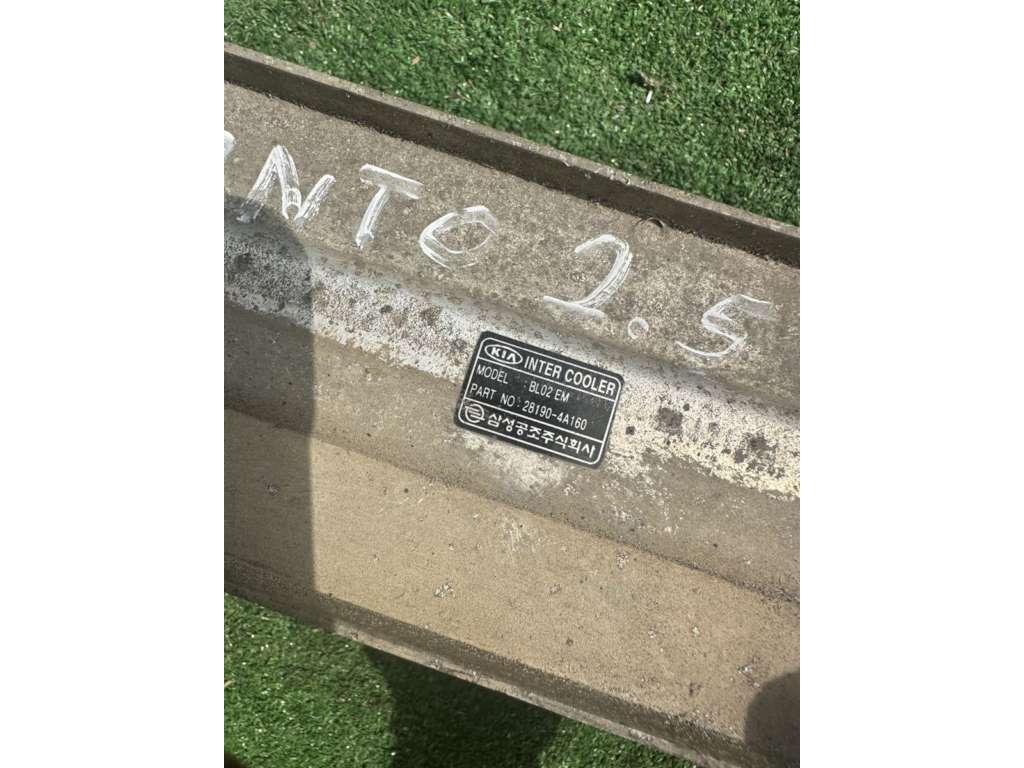 NTO 2.5
KIA INTER COOLER
MODEL : BL02 EM
PART NO : 28190-4A160
삼성공조주식회사